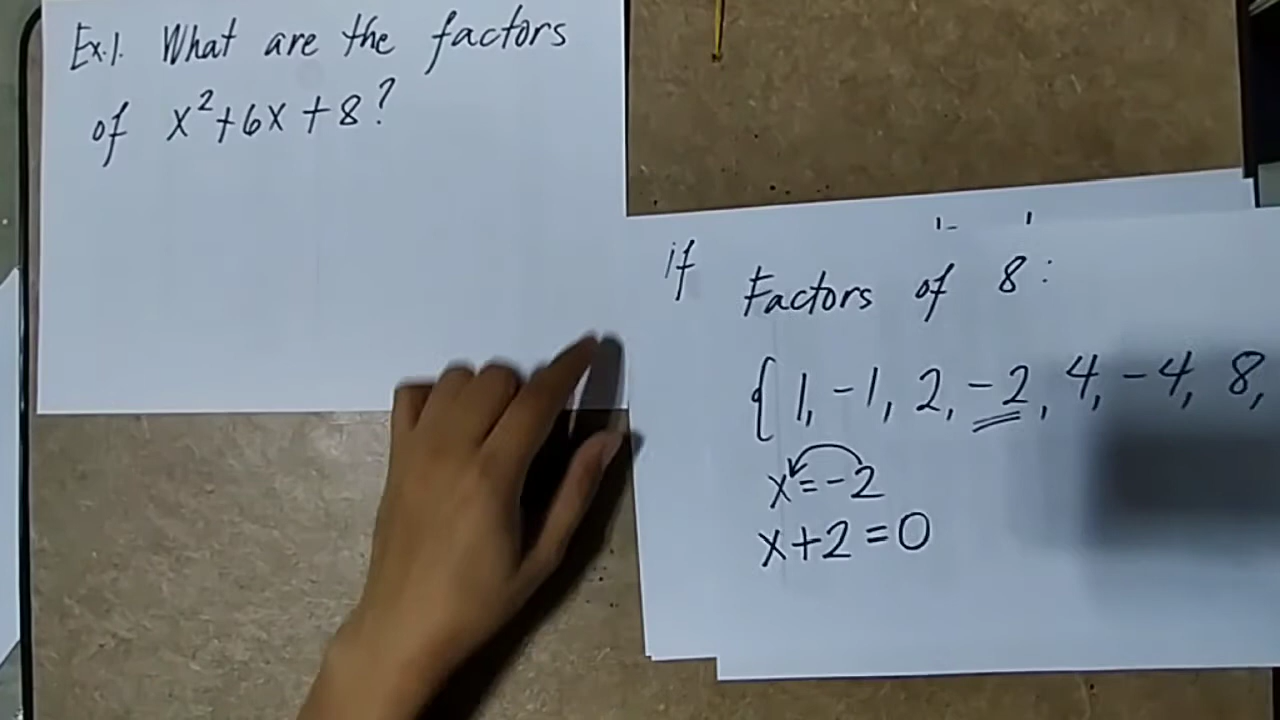 Ex.1. What are the factors
of x²+6x+8?
if
Factors of 8:
{1, -1, 2, -2, 4, -4, 8,
x=-2
x+2=0